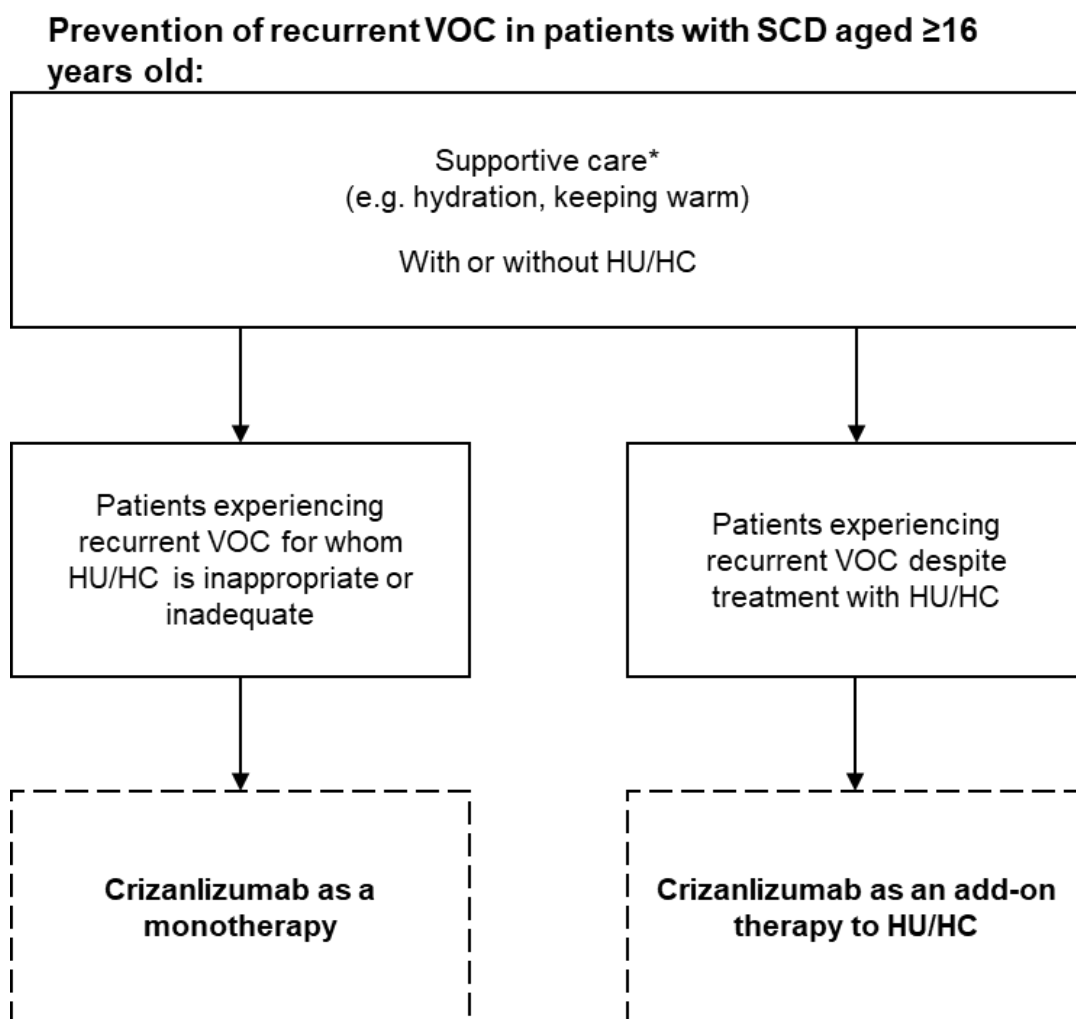 Prevention of recurrent VOC in patients with SCD aged ≥16
years old:
Supportive care*
(e.g. hydration, keeping warm)
With or without HU/HC
Patients experiencing
recurrent VOC for whom
HU/HC is inappropriate or
inadequate
Patients experiencing
recurrent VOC despite
treatment with HU/HC
Crizanlizumab as a
monotherapy
Crizanlizumab as an add-on
therapy to HU/HC